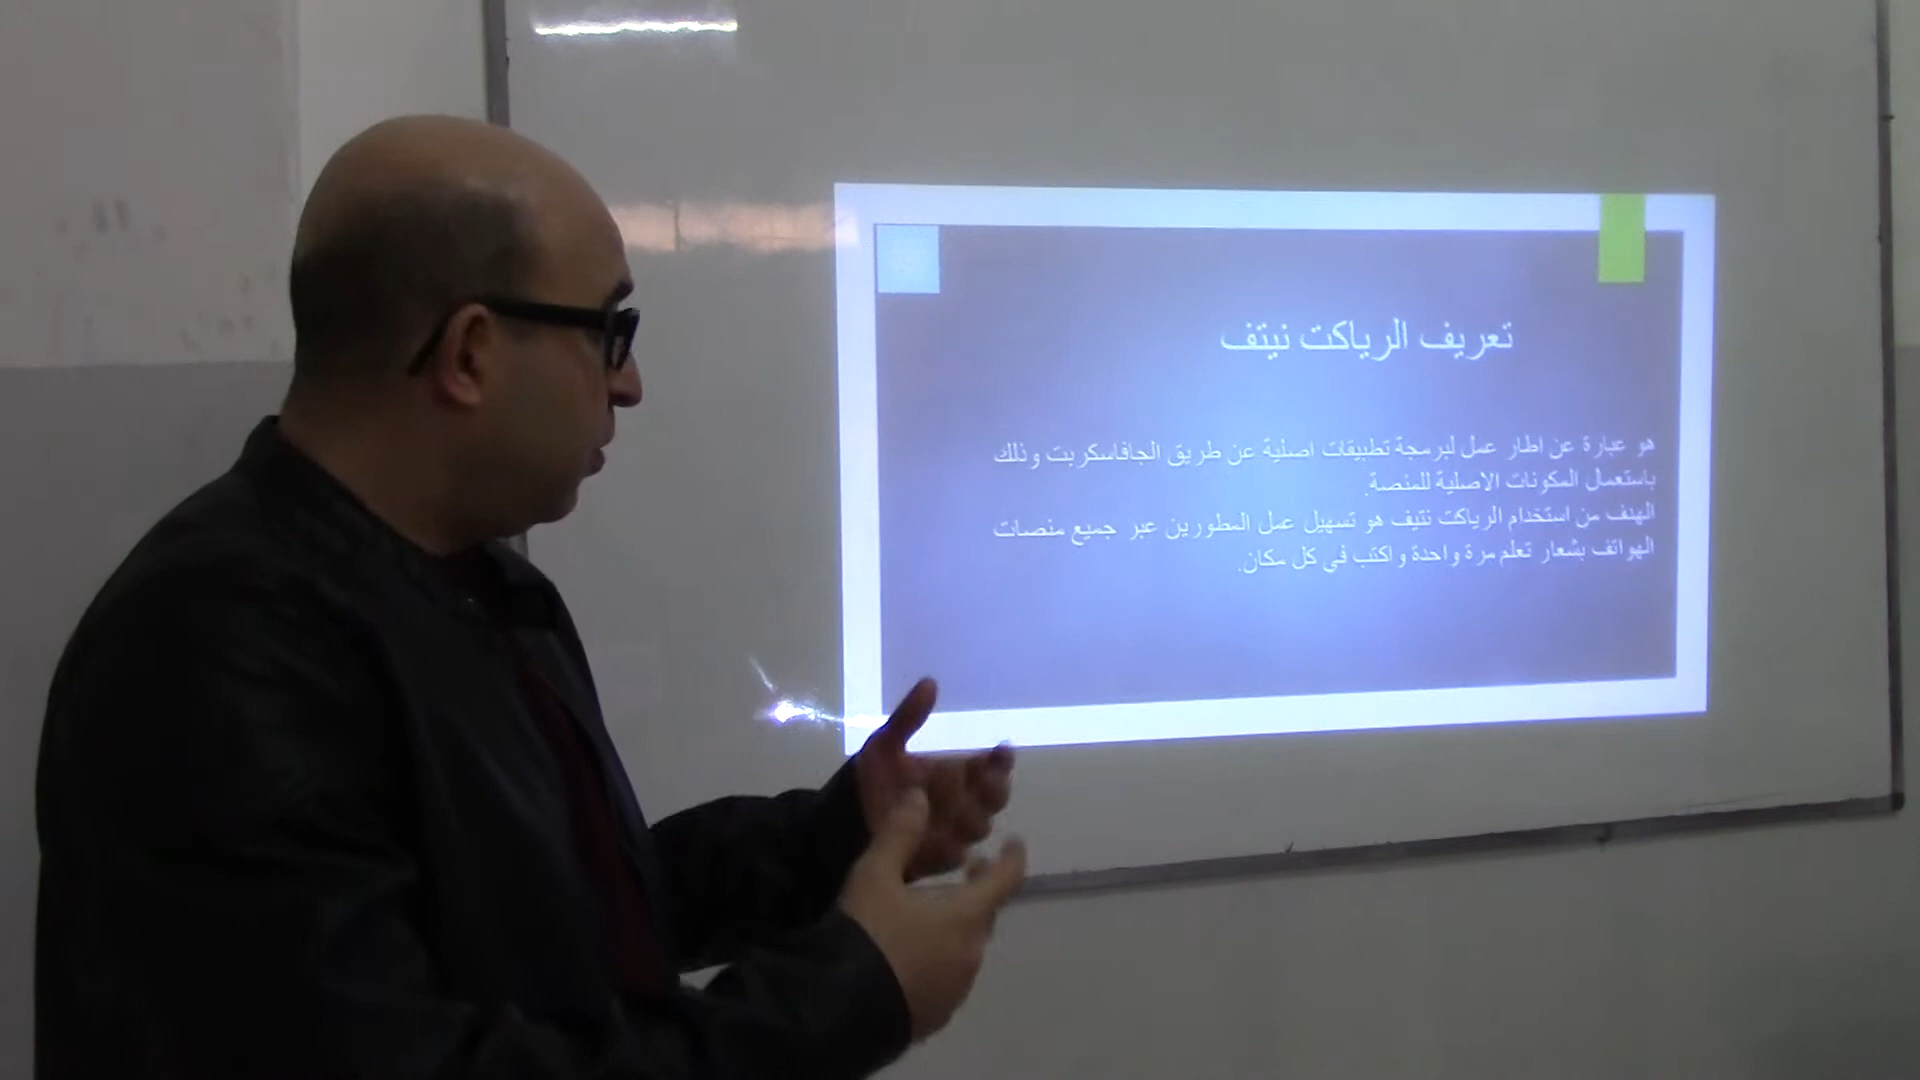 تعريف الرياكت نيتف
هو عبارة عن اطار عمل لبرمجة تطبيقات اصلية عن طريق الجافاسكربت و ذلك
باستعمال المكونات الاصلية للمنصة.
الهدف من استخدام الرياكت نتيف هو تسهيل عمل المطورين عبر جميع منصات
الهواتف بشعار تعلم مرة واحدة و اكتب في كل مكان.